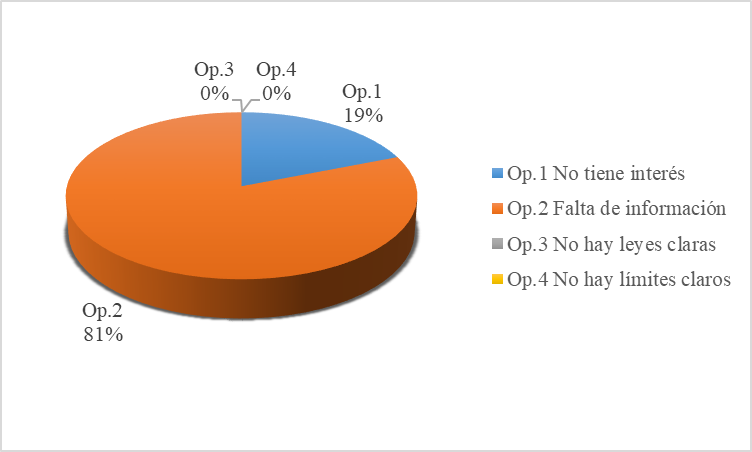 Op.3
0%
Op.4
0%
Op.1
19%
Op.2
81%
Op.1 No tiene interés
Op.2 Falta de información
Op.3 No hay leyes claras
Op.4 No hay límites claros